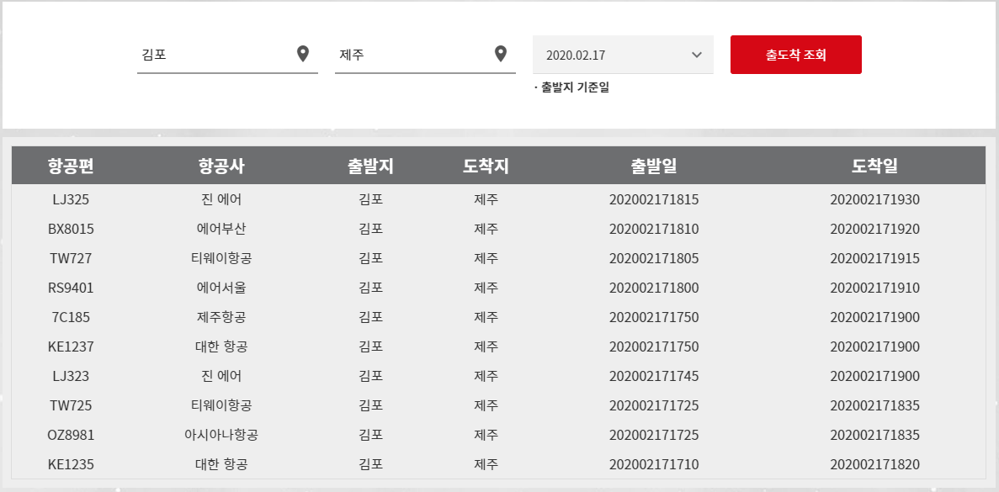 김포 제주 2020.02.17 출도착 조회
· 출발지 기준일
항공편 항공사 출발지 도착지 출발일 도착일
LJ325 진 에어 김포 제주 202002171815 202002171930
BX8015 에어부산 김포 제주 202002171810 202002171920
TW727 티웨이항공 김포 제주 202002171805 202002171915
RS9401 에어서울 김포 제주 202002171800 202002171910
7C185 제주항공 김포 제주 202002171750 202002171900
KE1237 대한 항공 김포 제주 202002171750 202002171900
LJ323 진 에어 김포 제주 202002171745 202002171900
TW725 티웨이항공 김포 제주 202002171725 202002171835
OZ8981 아시아나항공 김포 제주 202002171725 202002171835
KE1235 대한 항공 김포 제주 202002171710 202002171820